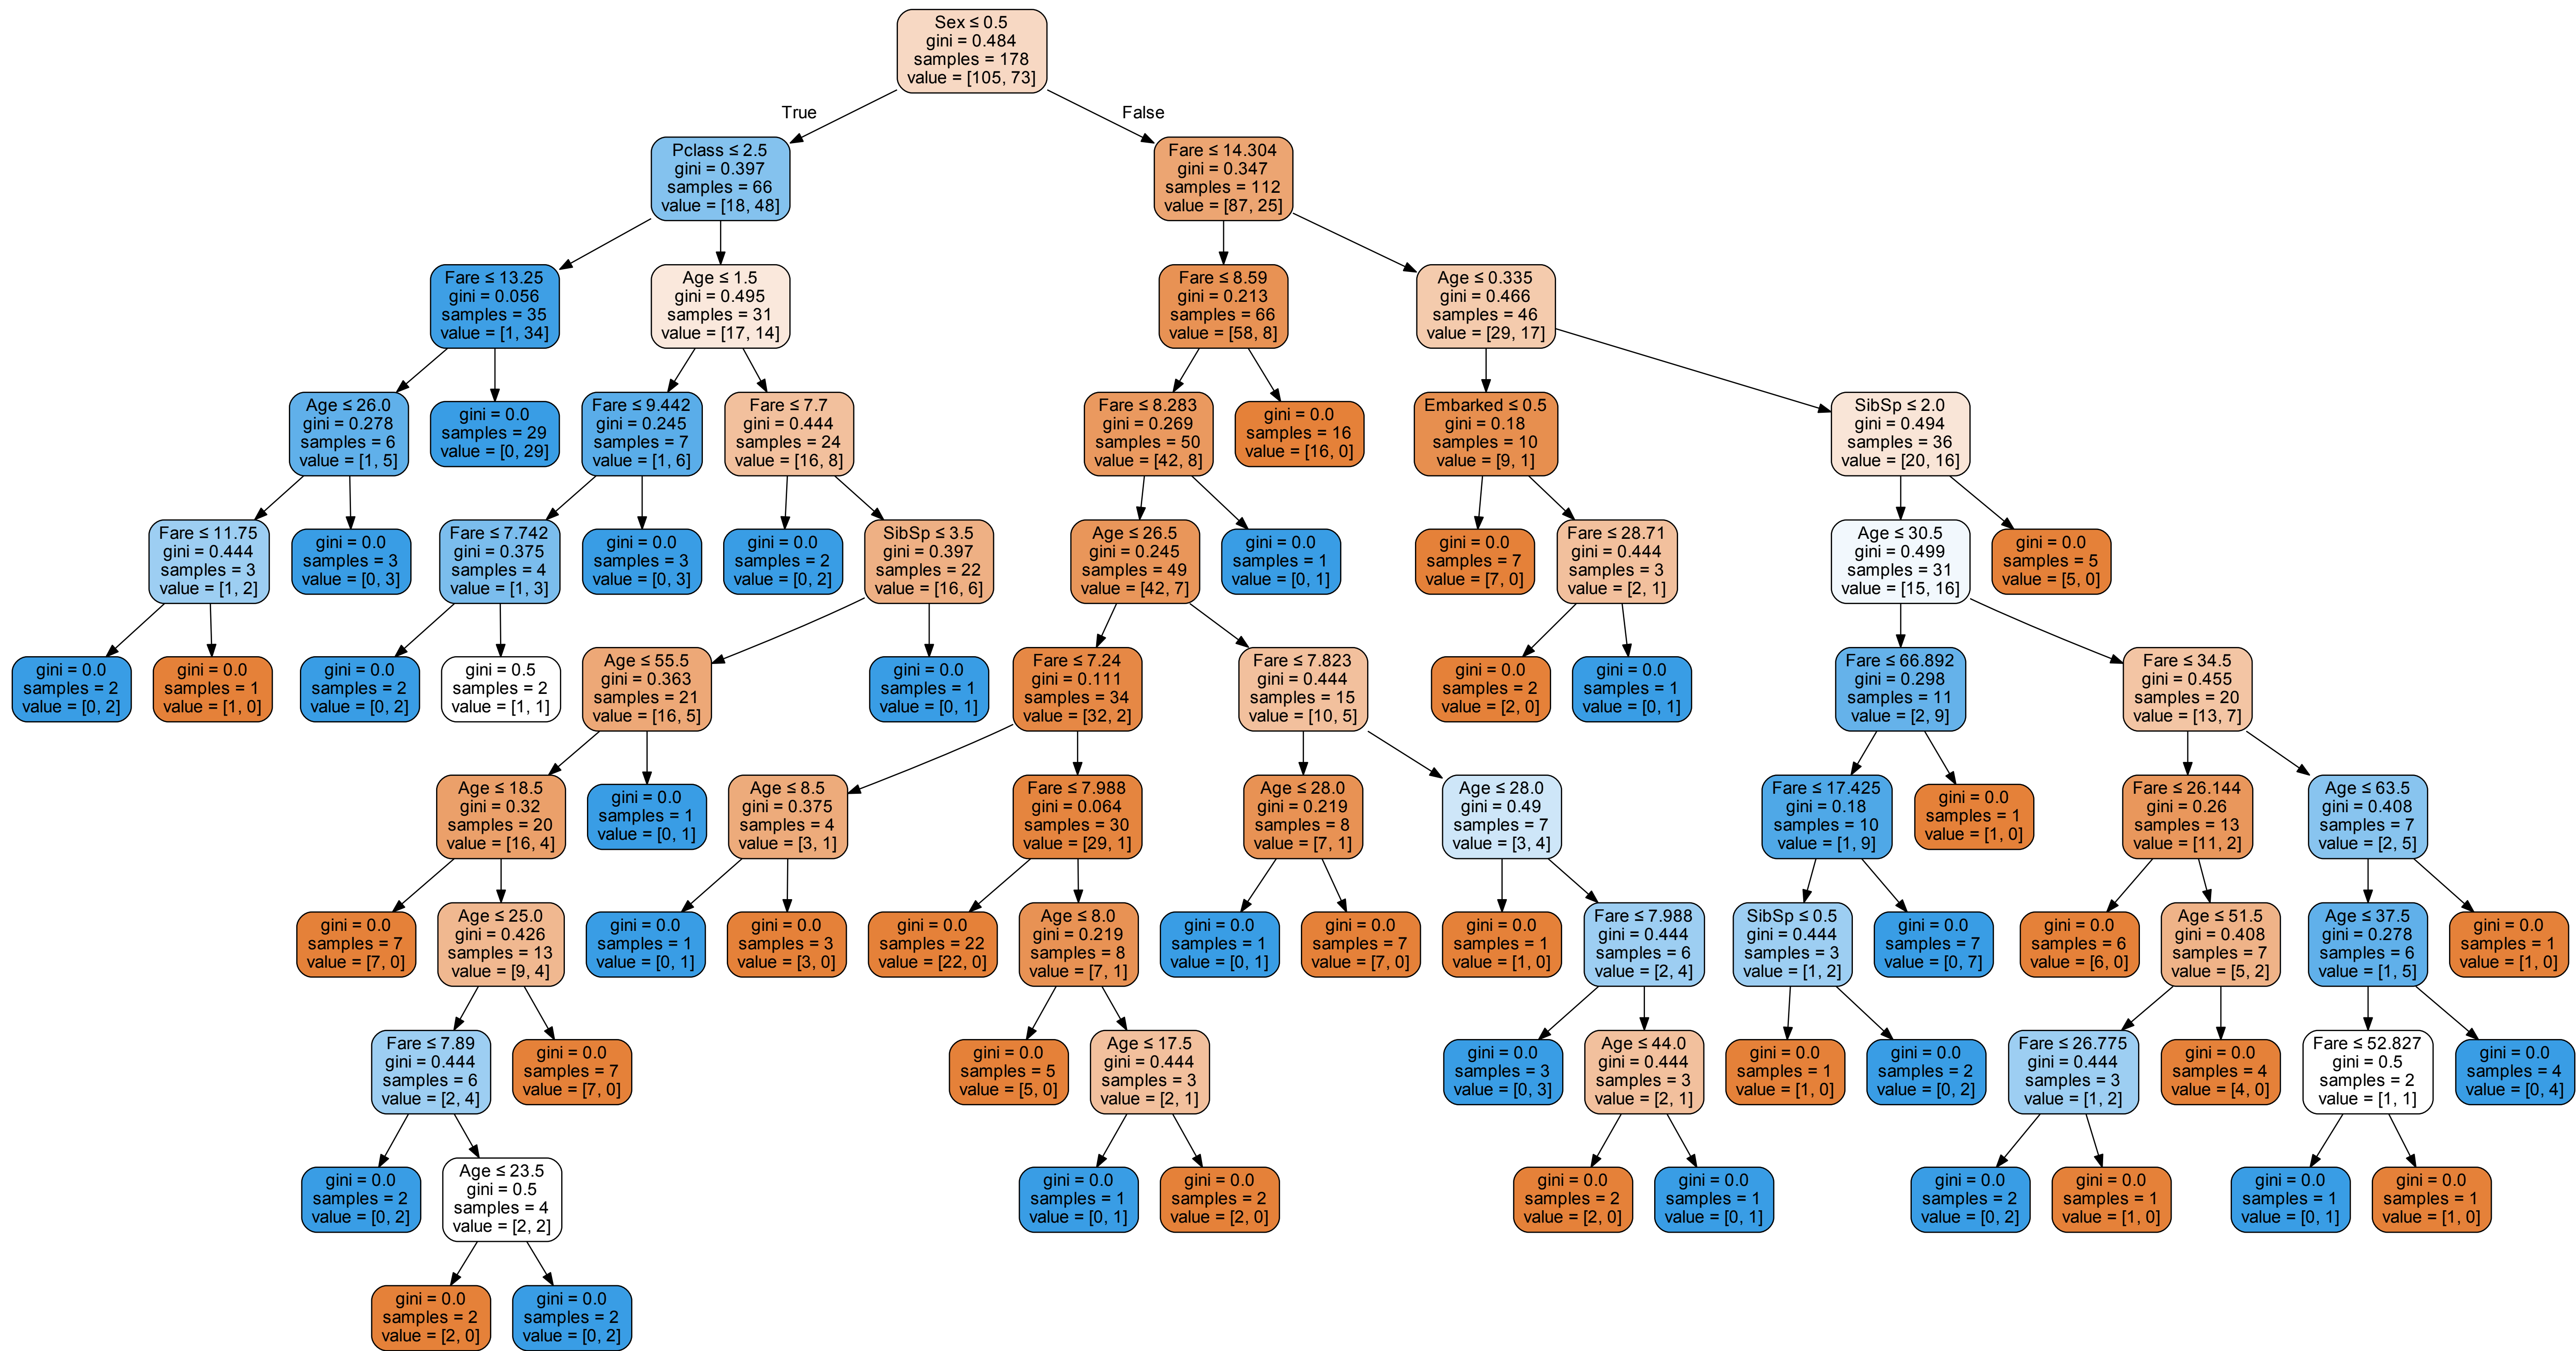 Sex ≤ 0.5
gini = 0.484
samples = 178
value = [105, 73]
True
False
Pclass ≤ 2.5
gini = 0.397
samples = 66
value = [18, 48]
Fare ≤ 14.304
gini = 0.347
samples = 112
value = [87, 25]
Fare ≤ 13.25
gini = 0.056
samples = 35
value = [1, 34]
Age ≤ 1.5
gini = 0.495
samples = 31
value = [17, 14]
Fare ≤ 8.59
gini = 0.213
samples = 66
value = [58, 8]
Age ≤ 0.335
gini = 0.466
samples = 46
value = [29, 17]
Age ≤ 26.0
gini = 0.278
samples = 6
value = [1, 5]
gini = 0.0
samples = 29
value = [0, 29]
Fare ≤ 9.442
gini = 0.245
samples = 7
value = [1, 6]
Fare ≤ 7.7
gini = 0.444
samples = 24
value = [16, 8]
Fare ≤ 8.283
gini = 0.269
samples = 50
value = [42, 8]
gini = 0.0
samples = 16
value = [16, 0]
Embarked ≤ 0.5
gini = 0.18
samples = 10
value = [9, 1]
SibSp ≤ 2.0
gini = 0.494
samples = 36
value = [20, 16]
Fare ≤ 11.75
gini = 0.444
samples = 3
value = [1, 2]
gini = 0.0
samples = 3
value = [0, 3]
Fare ≤ 7.742
gini = 0.375
samples = 4
value = [1, 3]
gini = 0.0
samples = 3
value = [0, 3]
gini = 0.0
samples = 2
value = [0, 2]
SibSp ≤ 3.5
gini = 0.397
samples = 22
value = [16, 6]
Age ≤ 26.5
gini = 0.245
samples = 49
value = [42, 7]
gini = 0.0
samples = 1
value = [0, 1]
gini = 0.0
samples = 7
value = [7, 0]
Fare ≤ 28.71
gini = 0.444
samples = 3
value = [2, 1]
Age ≤ 30.5
gini = 0.499
samples = 31
value = [15, 16]
gini = 0.0
samples = 5
value = [5, 0]
gini = 0.0
samples = 2
value = [0, 2]
gini = 0.0
samples = 1
value = [1, 0]
gini = 0.0
samples = 2
value = [0, 2]
gini = 0.5
samples = 2
value = [1, 1]
Age ≤ 55.5
gini = 0.363
samples = 21
value = [16, 5]
gini = 0.0
samples = 1
value = [0, 1]
Fare ≤ 7.24
gini = 0.111
samples = 34
value = [32, 2]
Fare ≤ 7.823
gini = 0.444
samples = 15
value = [10, 5]
gini = 0.0
samples = 2
value = [2, 0]
gini = 0.0
samples = 1
value = [0, 1]
Fare ≤ 66.892
gini = 0.298
samples = 11
value = [2, 9]
Fare ≤ 34.5
gini = 0.455
samples = 20
value = [13, 7]
Age ≤ 18.5
gini = 0.32
samples = 20
value = [16, 4]
gini = 0.0
samples = 1
value = [0, 1]
Age ≤ 8.5
gini = 0.375
samples = 4
value = [3, 1]
Fare ≤ 7.988
gini = 0.064
samples = 30
value = [29, 1]
Age ≤ 28.0
gini = 0.219
samples = 8
value = [7, 1]
Age ≤ 28.0
gini = 0.49
samples = 7
value = [3, 4]
Fare ≤ 17.425
gini = 0.18
samples = 10
value = [1, 9]
gini = 0.0
samples = 1
value = [1, 0]
Fare ≤ 26.144
gini = 0.26
samples = 13
value = [11, 2]
Age ≤ 63.5
gini = 0.408
samples = 7
value = [2, 5]
gini = 0.0
samples = 7
value = [7, 0]
Age ≤ 25.0
gini = 0.426
samples = 13
value = [9, 4]
gini = 0.0
samples = 1
value = [0, 1]
gini = 0.0
samples = 3
value = [3, 0]
gini = 0.0
samples = 22
value = [22, 0]
Age ≤ 8.0
gini = 0.219
samples = 8
value = [7, 1]
gini = 0.0
samples = 1
value = [0, 1]
gini = 0.0
samples = 7
value = [7, 0]
gini = 0.0
samples = 1
value = [1, 0]
Fare ≤ 7.988
gini = 0.444
samples = 6
value = [2, 4]
SibSp ≤ 0.5
gini = 0.444
samples = 3
value = [1, 2]
gini = 0.0
samples = 7
value = [0, 7]
gini = 0.0
samples = 6
value = [6, 0]
Age ≤ 51.5
gini = 0.408
samples = 7
value = [5, 2]
Age ≤ 37.5
gini = 0.278
samples = 6
value = [1, 5]
gini = 0.0
samples = 1
value = [1, 0]
Fare ≤ 7.89
gini = 0.444
samples = 6
value = [2, 4]
gini = 0.0
samples = 7
value = [7, 0]
gini = 0.0
samples = 5
value = [5, 0]
Age ≤ 17.5
gini = 0.444
samples = 3
value = [2, 1]
gini = 0.0
samples = 3
value = [0, 3]
Age ≤ 44.0
gini = 0.444
samples = 3
value = [2, 1]
gini = 0.0
samples = 1
value = [1, 0]
gini = 0.0
samples = 2
value = [0, 2]
Fare ≤ 26.775
gini = 0.444
samples = 3
value = [1, 2]
gini = 0.0
samples = 4
value = [4, 0]
Fare ≤ 52.827
gini = 0.5
samples = 2
value = [1, 1]
gini = 0.0
samples = 4
value = [0, 4]
gini = 0.0
samples = 2
value = [0, 2]
Age ≤ 23.5
gini = 0.5
samples = 4
value = [2, 2]
gini = 0.0
samples = 1
value = [0, 1]
gini = 0.0
samples = 2
value = [2, 0]
gini = 0.0
samples = 2
value = [2, 0]
gini = 0.0
samples = 1
value = [0, 1]
gini = 0.0
samples = 2
value = [0, 2]
gini = 0.0
samples = 1
value = [1, 0]
gini = 0.0
samples = 1
value = [0, 1]
gini = 0.0
samples = 1
value = [1, 0]
gini = 0.0
samples = 2
value = [2, 0]
gini = 0.0
samples = 2
value = [0, 2]